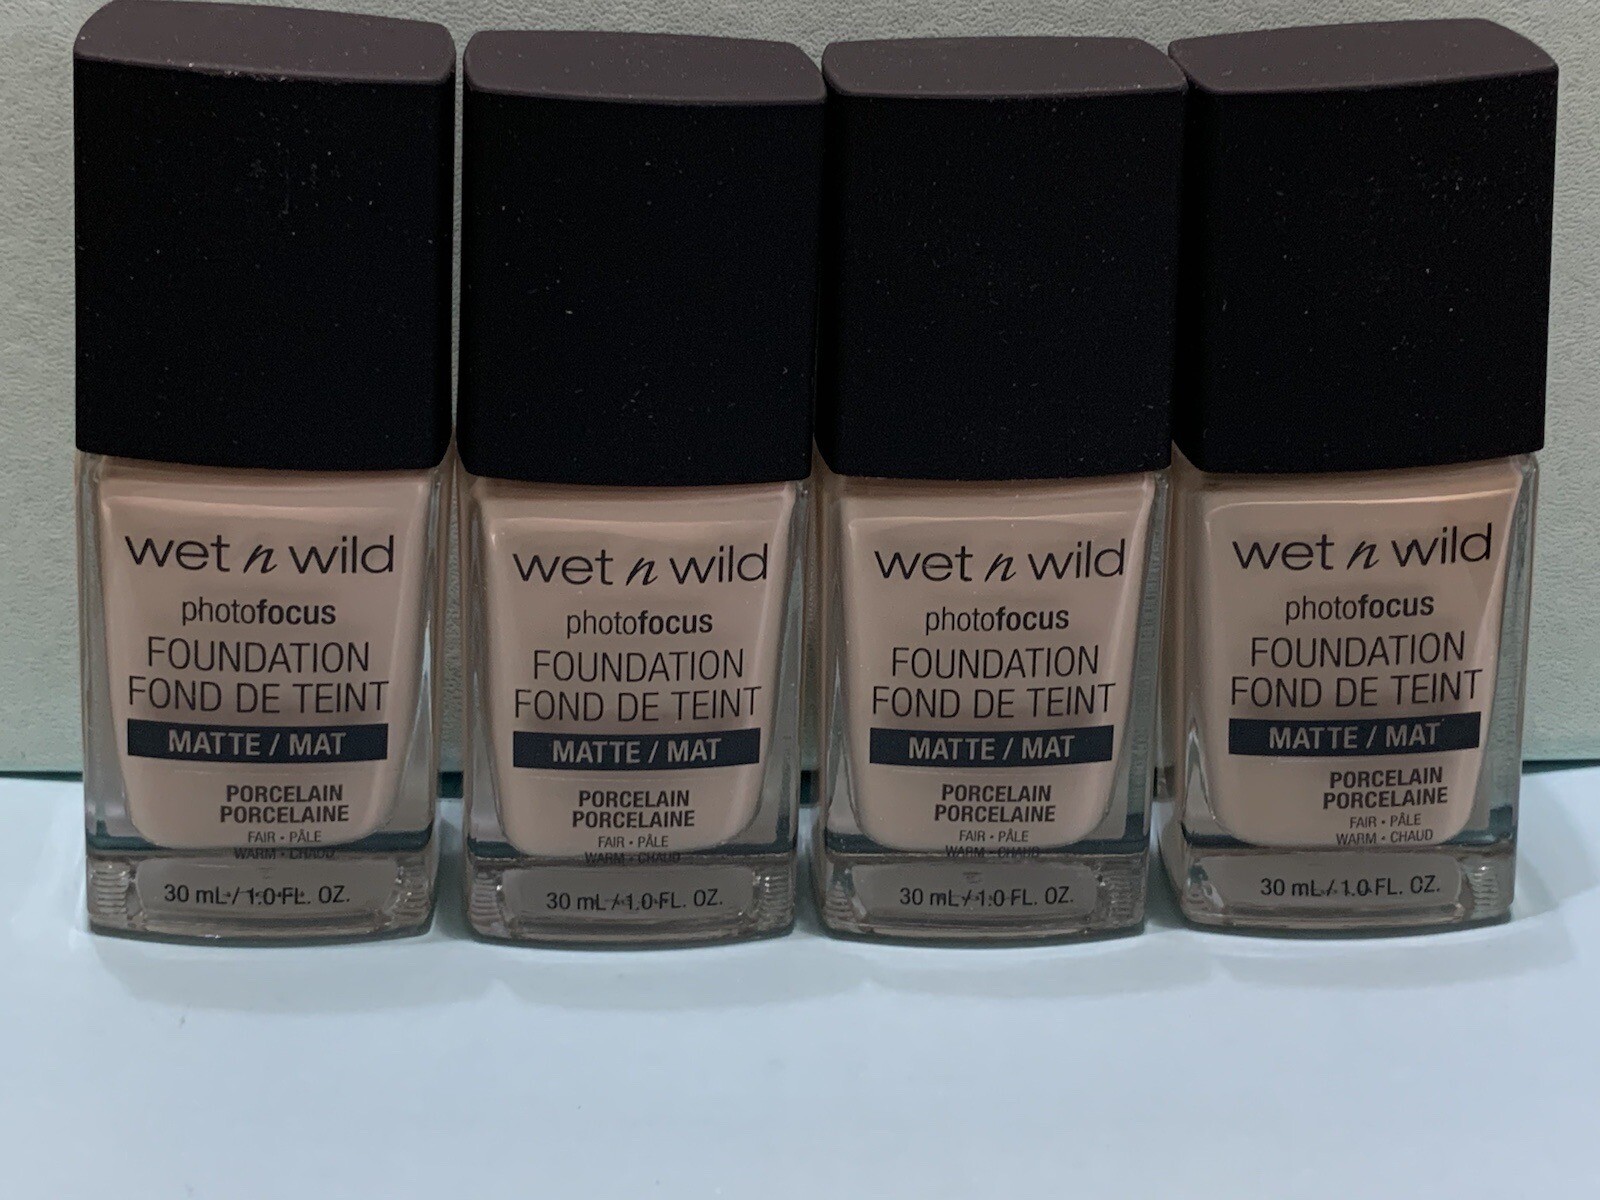 wet n wild
photofocus
FOUNDATION
FOND DE TEINT
MATTE / MAT
PORCELAIN
PORCELAINE
FAIR • PÂLE
WARM • CHAUD
30 mL / 1.0 FL. OZ.
wet n wild
photofocus
FOUNDATION
FOND DE TEINT
MATTE / MAT
PORCELAIN
PORCELAINE
FAIR • PÂLE
WARM • CHAUD
30 mL / 1.0 FL. OZ.
wet n wild
photofocus
FOUNDATION
FOND DE TEINT
MATTE / MAT
PORCELAIN
PORCELAINE
FAIR • PÂLE
WARM • CHAUD
30 mL / 1.0 FL. OZ.
wet n wild
photofocus
FOUNDATION
FOND DE TEINT
MATTE / MAT
PORCELAIN
PORCELAINE
FAIR • PÂLE
WARM • CHAUD
30 mL / 1.0 FL. OZ.